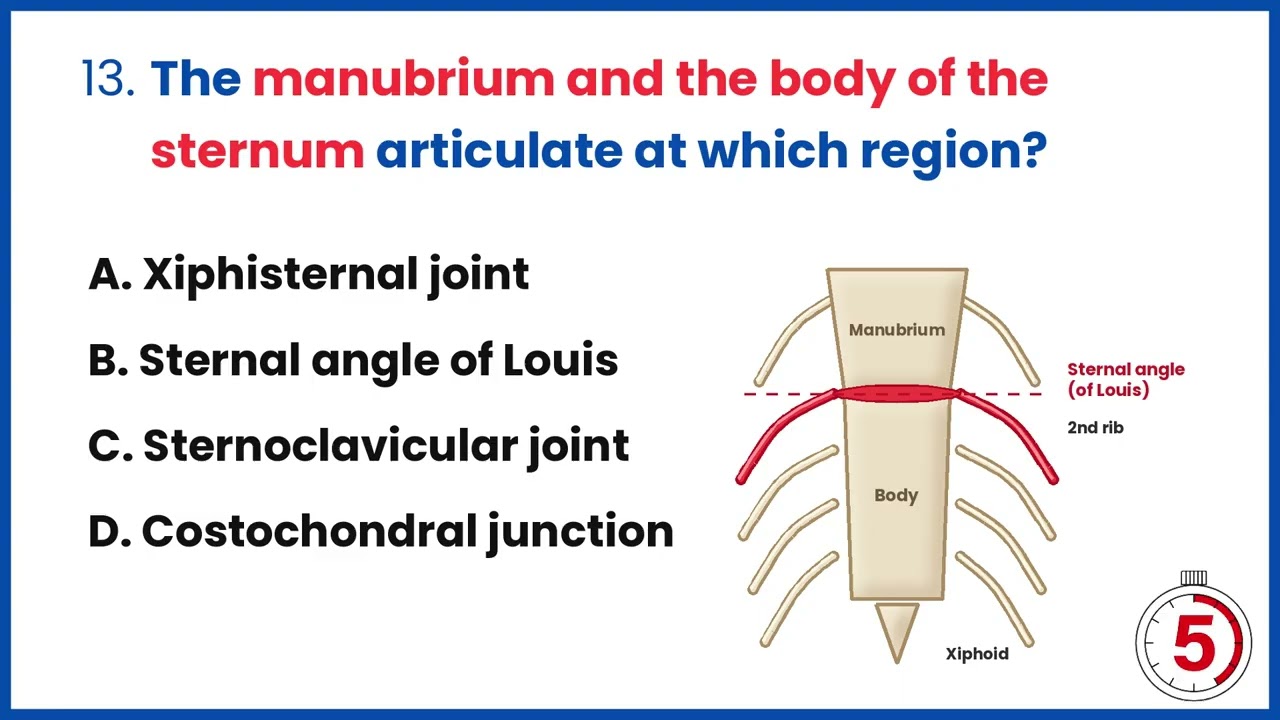 13. The manubrium and the body of the
sternum articulate at which region?
A. Xiphisternal joint
B. Sternal angle of Louis
C. Sternoclavicular joint
D. Costochondral junction
Manubrium
Sternal angle
(of Louis)
2nd rib
Body
Xiphoid
5